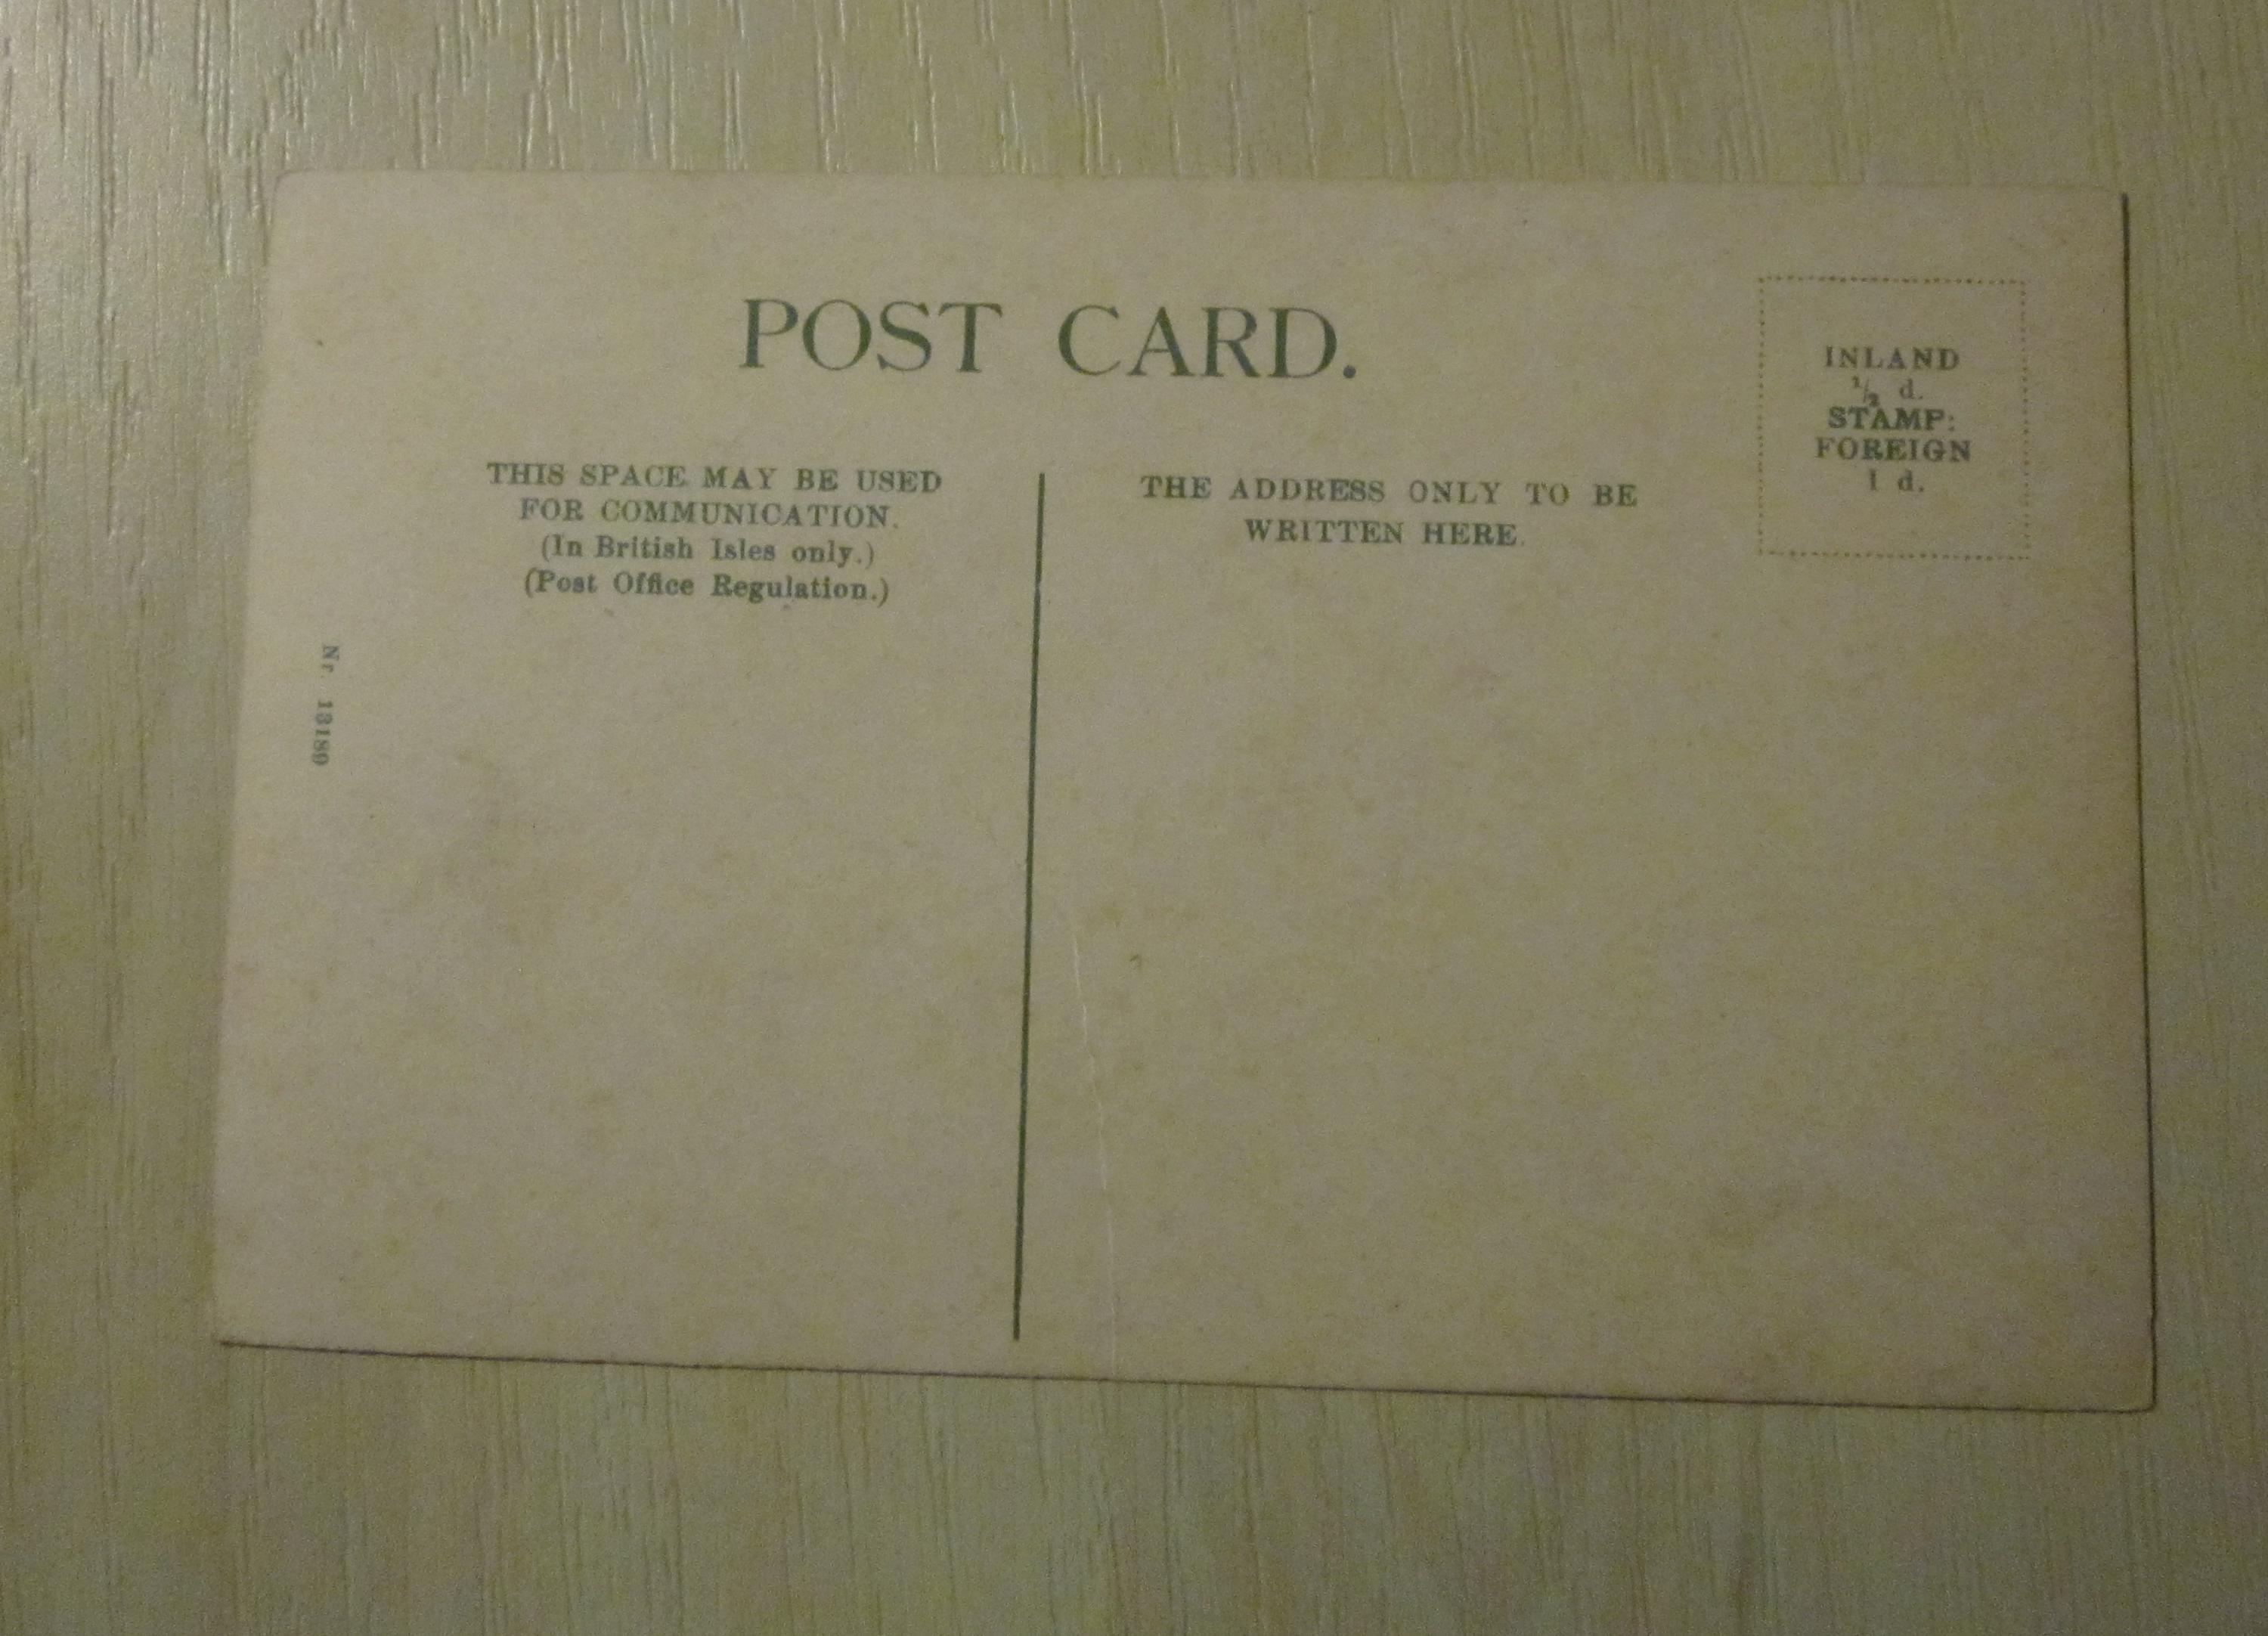 POST CARD.
INLAND
½ d.
STAMP:
FOREIGN
1 d.
THIS SPACE MAY BE USED
FOR COMMUNICATION.
(In British Isles only.)
(Post Office Regulation.)
THE ADDRESS ONLY TO BE
WRITTEN HERE.
Nr 13189